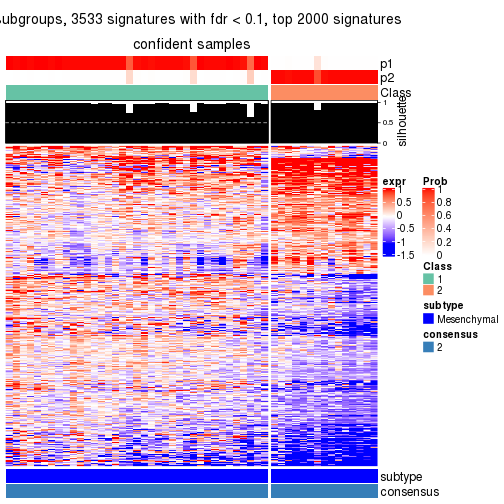 subgroups, 3533 signatures with fdr < 0.1, top 2000 signatures
confident samples
p1
p2
Class
1
0.5
0
silhouette
expr
1
0.5
0
-0.5
-1
-1.5
Prob
1
0.8
0.6
0.4
0.2
0
Class
1
2
subtype
Mesenchymal
consensus
2
subtype
consensus